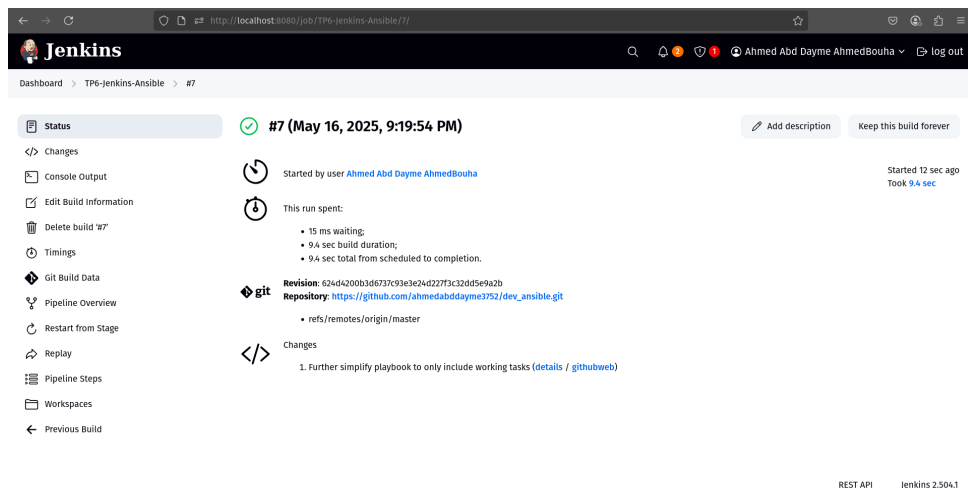 http://localhost:8080/job/TP6-Jenkins-Ansible/7/
Jenkins
2
1
Ahmed Abd Dayme AhmedBouha
log out
Dashboard > TP6-Jenkins-Ansible > #7
Status
Changes
Console Output
Edit Build Information
Delete build ‘#7’
Timings
Git Build Data
Pipeline Overview
Restart from Stage
Replay
Pipeline Steps
Workspaces
Previous Build
#7 (May 16, 2025, 9:19:54 PM)
Add description
Keep this build forever
Started by user Ahmed Abd Dayme AhmedBouha
Started 12 sec ago
Took 9.4 sec
This run spent:
• 15 ms waiting;
• 9.4 sec build duration;
• 9.4 sec total from scheduled to completion.
git
Revision: 624d4200b3d6737c93e3e24d227f3c32dd5e9a2b
Repository: https://github.com/ahmedabddayme3752/dev_ansible.git
• refs/remotes/origin/master
Changes
1. Further simplify playbook to only include working tasks (details / githubweb)
REST API
Jenkins 2.504.1